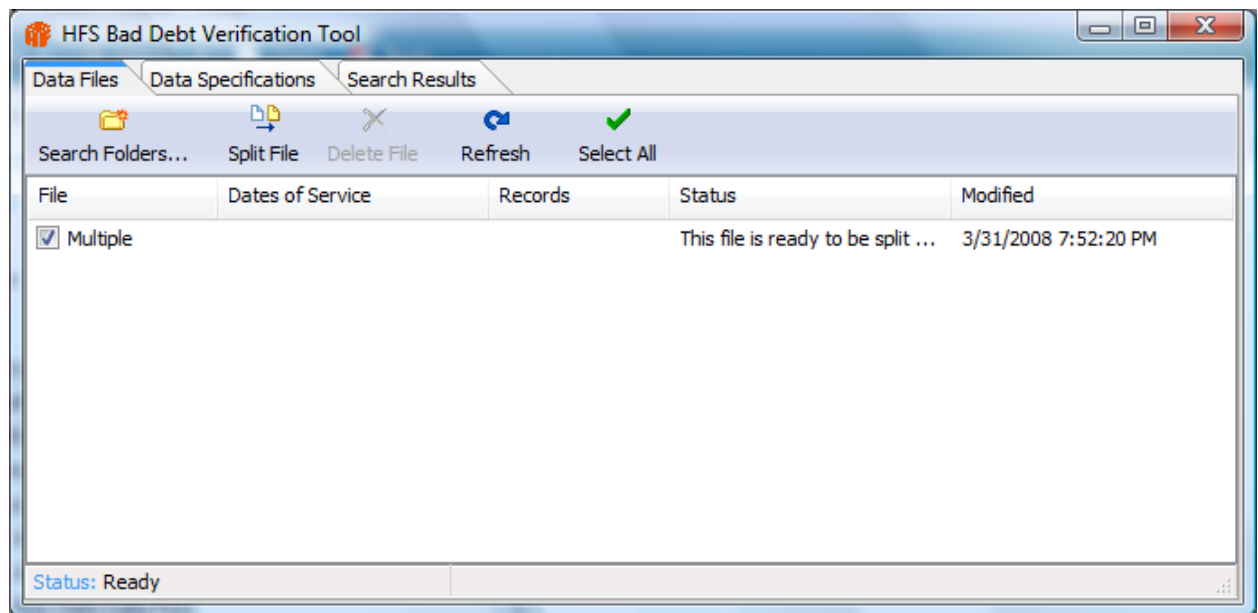 HFS Bad Debt Verification Tool
Data Files Data Specifications Search Results
Search Folders... Split File Delete File Refresh Select All
File Dates of Service Records Status Modified
Multiple This file is ready to be split ... 3/31/2008 7:52:20 PM
Status: Ready